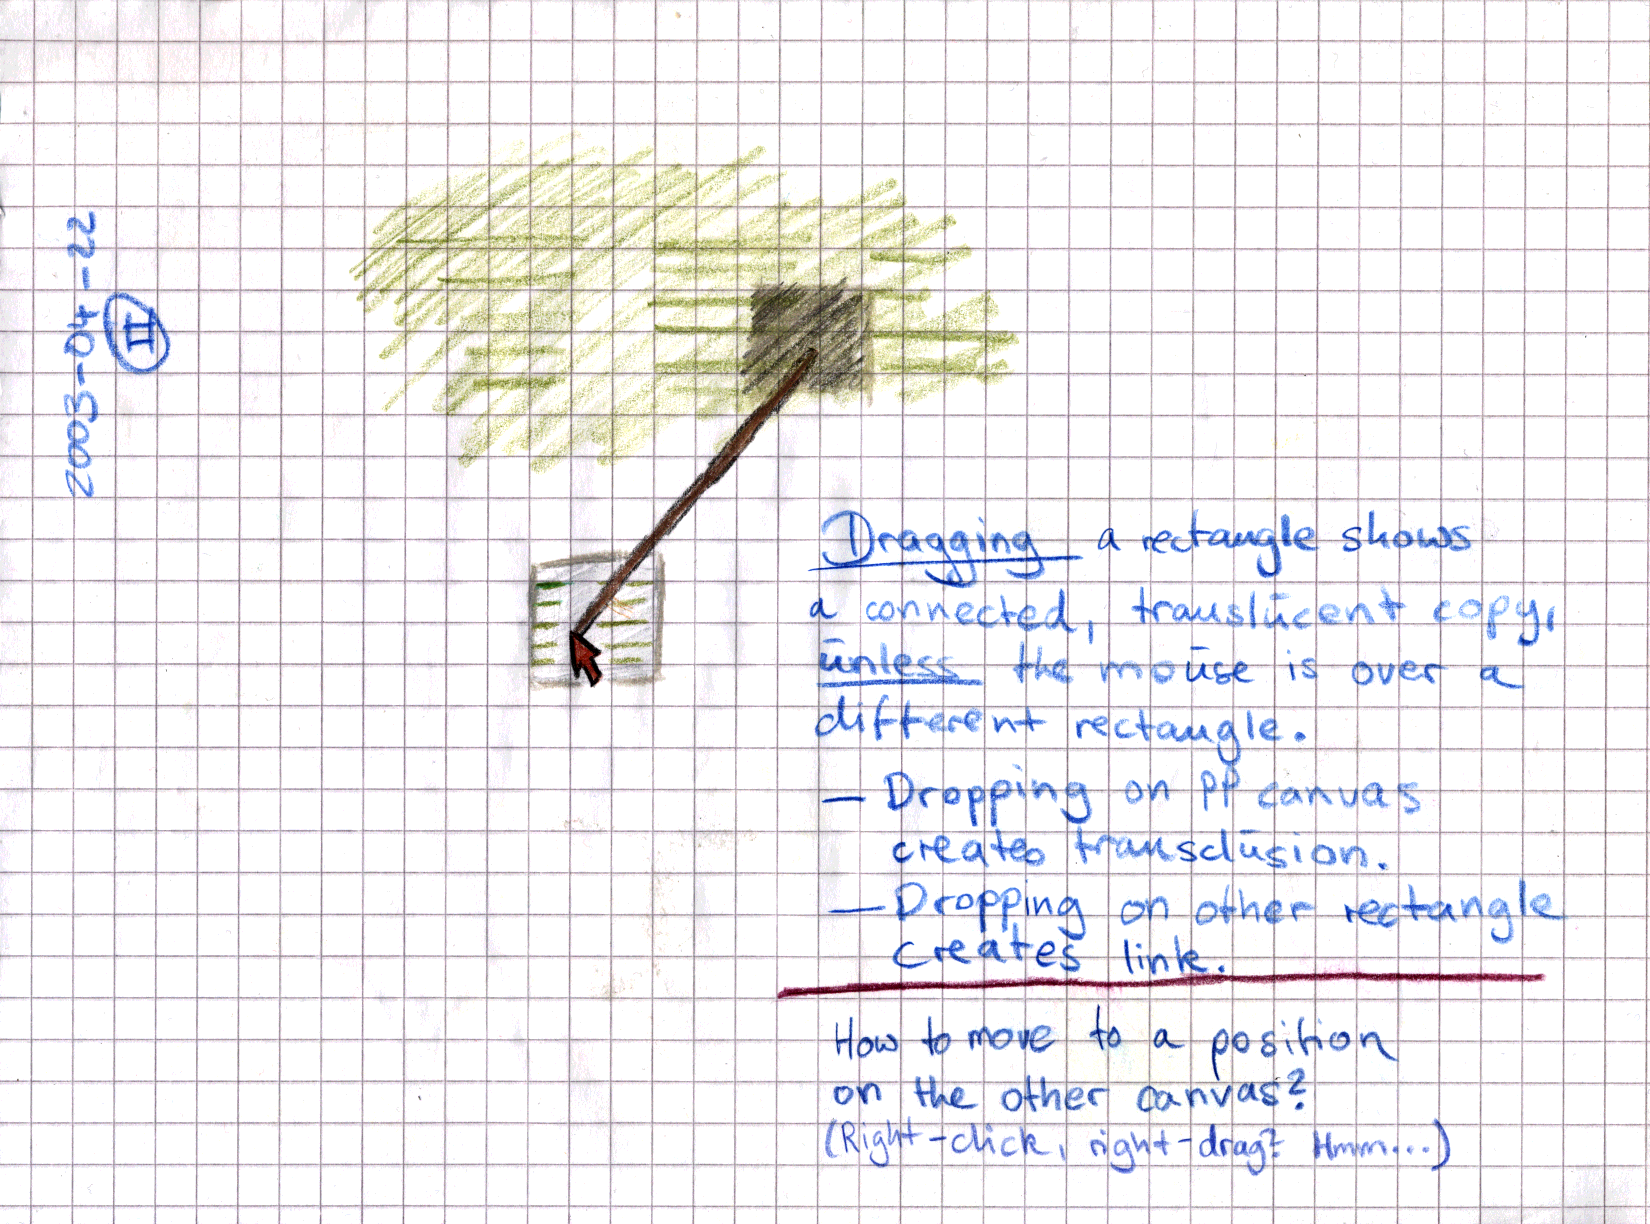 2003-04-22
II
Dragging a rectangle shows
a connected, translucent copy,
unless the mouse is over a
different rectangle.
— Dropping on PP canvas
creates transclusion.
— Dropping on other rectangle
creates link.
How to move to a position
on the other canvas?
(Right-click, right-drag? Hmm...)